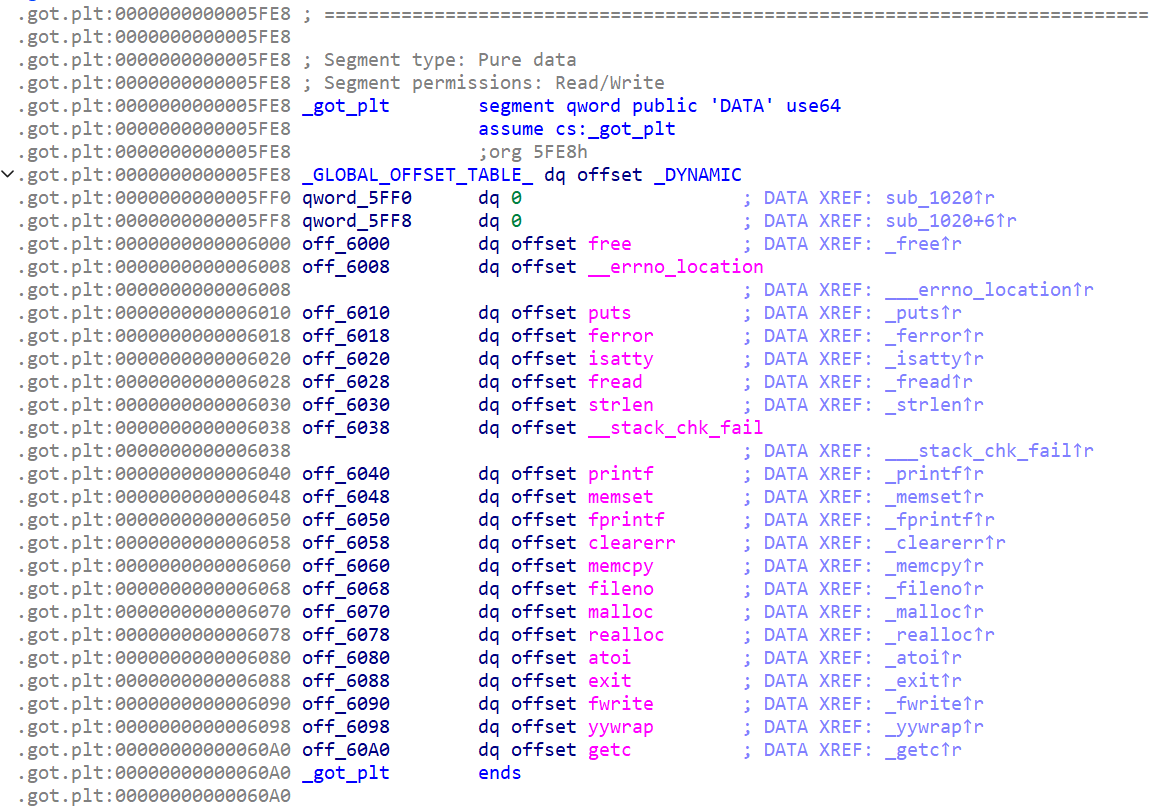 .got.plt:0000000000005FE8 ; ===========================================================================
.got.plt:0000000000005FE8
.got.plt:0000000000005FE8 ; Segment type: Pure data
.got.plt:0000000000005FE8 ; Segment permissions: Read/Write
.got.plt:0000000000005FE8 _got_plt segment qword public 'DATA' use64
.got.plt:0000000000005FE8 assume cs:_got_plt
.got.plt:0000000000005FE8 ;org 5FE8h
.got.plt:0000000000005FE8 _GLOBAL_OFFSET_TABLE_ dq offset _DYNAMIC
.got.plt:0000000000005FF0 qword_5FF0 dq 0 ; DATA XREF: sub_1020↑r
.got.plt:0000000000005FF8 qword_5FF8 dq 0 ; DATA XREF: sub_1020+6↑r
.got.plt:0000000000006000 off_6000 dq offset free ; DATA XREF: _free↑r
.got.plt:0000000000006008 off_6008 dq offset __errno_location
.got.plt:0000000000006008 ; DATA XREF: ___errno_location↑r
.got.plt:0000000000006010 off_6010 dq offset puts ; DATA XREF: _puts↑r
.got.plt:0000000000006018 off_6018 dq offset ferror ; DATA XREF: _ferror↑r
.got.plt:0000000000006020 off_6020 dq offset isatty ; DATA XREF: _isatty↑r
.got.plt:0000000000006028 off_6028 dq offset fread ; DATA XREF: _fread↑r
.got.plt:0000000000006030 off_6030 dq offset strlen ; DATA XREF: _strlen↑r
.got.plt:0000000000006038 off_6038 dq offset __stack_chk_fail
.got.plt:0000000000006038 ; DATA XREF: ___stack_chk_fail↑r
.got.plt:0000000000006040 off_6040 dq offset printf ; DATA XREF: _printf↑r
.got.plt:0000000000006048 off_6048 dq offset memset ; DATA XREF: _memset↑r
.got.plt:0000000000006050 off_6050 dq offset fprintf ; DATA XREF: _fprintf↑r
.got.plt:0000000000006058 off_6058 dq offset clearerr ; DATA XREF: _clearerr↑r
.got.plt:0000000000006060 off_6060 dq offset memcpy ; DATA XREF: _memcpy↑r
.got.plt:0000000000006068 off_6068 dq offset fileno ; DATA XREF: _fileno↑r
.got.plt:0000000000006070 off_6070 dq offset malloc ; DATA XREF: _malloc↑r
.got.plt:0000000000006078 off_6078 dq offset realloc ; DATA XREF: _realloc↑r
.got.plt:0000000000006080 off_6080 dq offset atoi ; DATA XREF: _atoi↑r
.got.plt:0000000000006088 off_6088 dq offset exit ; DATA XREF: _exit↑r
.got.plt:0000000000006090 off_6090 dq offset fwrite ; DATA XREF: _fwrite↑r
.got.plt:0000000000006098 off_6098 dq offset yywrap ; DATA XREF: _yywrap↑r
.got.plt:00000000000060A0 off_60A0 dq offset getc ; DATA XREF: _getc↑r
.got.plt:00000000000060A0 _got_plt ends
.got.plt:00000000000060A0